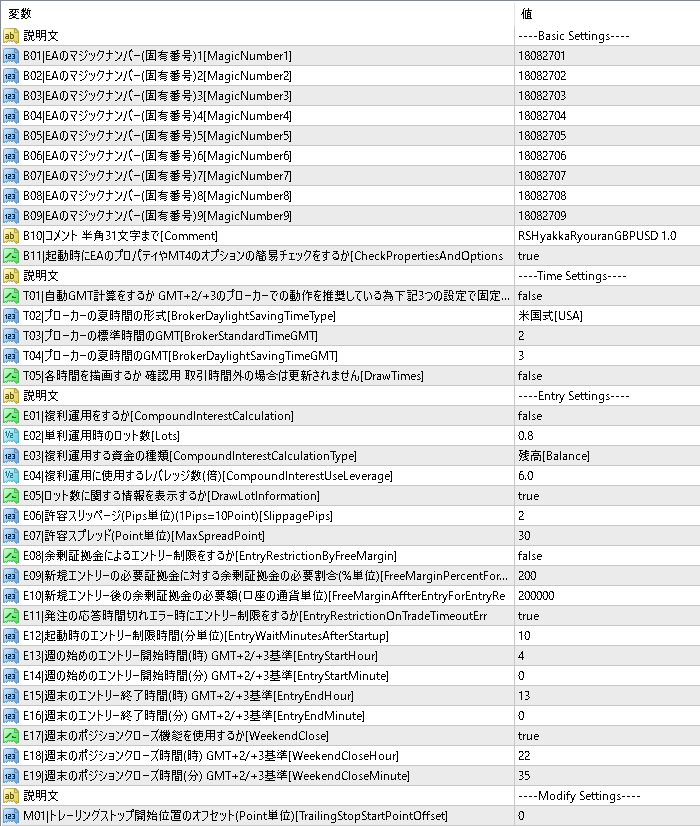 変数 値
説明文 ----Basic Settings----
B01|EAのマジックナンバー(固有番号)1[MagicNumber1] 18082701
B02|EAのマジックナンバー(固有番号)2[MagicNumber2] 18082702
B03|EAのマジックナンバー(固有番号)3[MagicNumber3] 18082703
B04|EAのマジックナンバー(固有番号)4[MagicNumber4] 18082704
B05|EAのマジックナンバー(固有番号)5[MagicNumber5] 18082705
B06|EAのマジックナンバー(固有番号)6[MagicNumber6] 18082706
B07|EAのマジックナンバー(固有番号)7[MagicNumber7] 18082707
B08|EAのマジックナンバー(固有番号)8[MagicNumber8] 18082708
B09|EAのマジックナンバー(固有番号)9[MagicNumber9] 18082709
B10|コメント 半角31文字まで[Comment] RSHyakkaRyouranGBPUSD 1.0
B11|起動時にEAのプロパティやMT4のオプションの簡易チェックをするか[CheckPropertiesAndOptions true
説明文 ----Time Settings----
T01|自動GMT計算をするか GMT+2/+3のブローカーでの動作を推奨している為下記3つの設定で固定... false
T02|ブローカーの夏時間の形式[BrokerDaylightSavingTimeType] 米国式[USA]
T03|ブローカーの標準時間のGMT[BrokerStandardTimeGMT] 2
T04|ブローカーの夏時間のGMT[BrokerDaylightSavingTimeGMT] 3
T05|各時間を描画するか 確認用 取引時間外の場合は更新されません[DrawTimes] false
説明文 ----Entry Settings----
E01|複利運用をするか[CompoundInterestCalculation] false
E02|単利運用時のロット数[Lots] 0.8
E03|複利運用する資金の種類[CompoundInterestCalculationType] 残高[Balance]
E04|複利運用に使用するレバレッジ数(倍)[CompoundInterestUseLeverage] 6.0
E05|ロット数に関する情報を表示するか[DrawLotInformation] true
E06|許容スリッページ(Pips単位)(1Pips=10Point)[SlippagePips] 2
E07|許容スプレッド(Point単位)[MaxSpreadPoint] 30
E08|余剰証拠金によるエントリー制限をするか[EntryRestrictionByFreeMargin] false
E09|新規エントリーの必要証拠金に対する余剰証拠金の必要割合(%単位)[FreeMarginPercentFor... 200
E10|新規エントリー後の余剰証拠金の必要額(口座の通貨単位)[FreeMarginAffterEntryForEntryRe 200000
E11|発注の応答時間切れエラー時にエントリー制限をするか[EntryRestrictionOnTradeTimeoutErr true
E12|起動時のエントリー制限時間(分単位)[EntryWaitMinutesAfterStartup] 10
E13|週の始めのエントリー開始時間(時) GMT+2/+3基準[EntryStartHour] 4
E14|週の始めのエントリー開始時間(分) GMT+2/+3基準[EntryStartMinute] 0
E15|週末のエントリー終了時間(時) GMT+2/+3基準[EntryEndHour] 13
E16|週末のエントリー終了時間(分) GMT+2/+3基準[EntryEndMinute] 0
E17|週末のポジションクローズ機能を使用するか[WeekendClose] true
E18|週末のポジションクローズ時間(時) GMT+2/+3基準[WeekendCloseHour] 22
E19|週末のポジションクローズ時間(分) GMT+2/+3基準[WeekendCloseMinute] 35
説明文 ----Modify Settings----
M01|トレーリングストップ開始位置のオフセット(Point単位)[TrailingStopStartPointOffset] 0